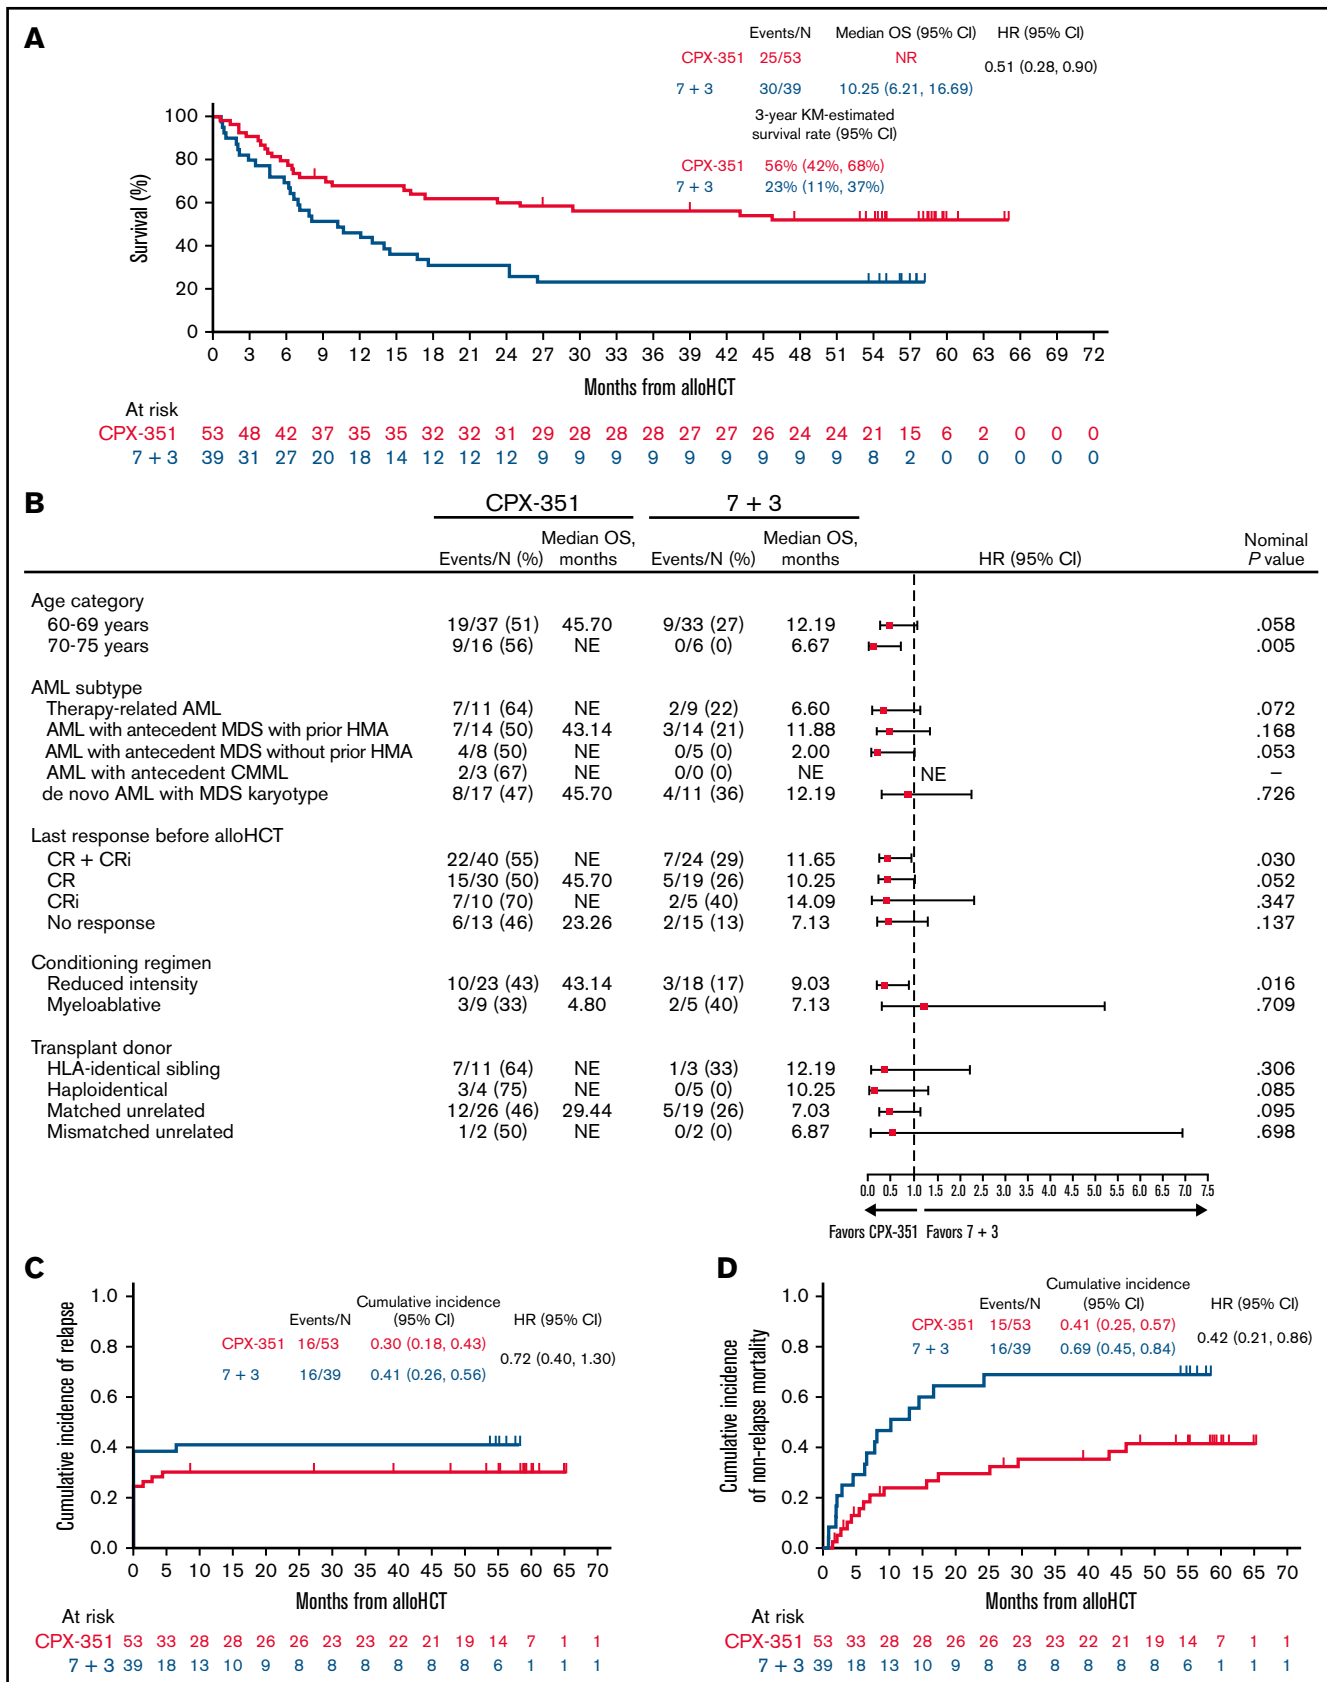 A
Events/N Median OS (95% CI) HR (95% CI)
CPX-351 25/53 NR
0.51 (0.28, 0.90)
7 + 3 30/39 10.25 (6.21, 16.69)
3-year KM-estimated
survival rate (95% CI)
CPX-351 56% (42%, 68%)
7 + 3 23% (11%, 37%)
Survival (%)
100
80
60
40
20
0
0 3 6 9 12 15 18 21 24 27 30 33 36 39 42 45 48 51 54 57 60 63 66 69 72
Months from alloHCT
At risk
CPX-351 53 48 42 37 35 35 32 32 31 29 28 28 28 27 27 26 24 24 21 15 6 2 0 0 0
7 + 3 39 31 27 20 18 14 12 12 12 9 9 9 9 9 9 9 9 9 8 2 0 0 0 0 0
B
CPX-351 7 + 3
Events/N (%) Median OS, months Events/N (%) Median OS, months HR (95% CI) Nominal P value
Age category
60-69 years 19/37 (51) 45.70 9/33 (27) 12.19 .058
70-75 years 9/16 (56) NE 0/6 (0) 6.67 .005
AML subtype
Therapy-related AML 7/11 (64) NE 2/9 (22) 6.60 .072
AML with antecedent MDS with prior HMA 7/14 (50) 43.14 3/14 (21) 11.88 .168
AML with antecedent MDS without prior HMA 4/8 (50) NE 0/5 (0) 2.00 .053
AML with antecedent CMML 2/3 (67) NE 0/0 (0) NE NE –
de novo AML with MDS karyotype 8/17 (47) 45.70 4/11 (36) 12.19 .726
Last response before alloHCT
CR + CRi 22/40 (55) NE 7/24 (29) 11.65 .030
CR 15/30 (50) 45.70 5/19 (26) 10.25 .052
CRi 7/10 (70) NE 2/5 (40) 14.09 .347
No response 6/13 (46) 23.26 2/15 (13) 7.13 .137
Conditioning regimen
Reduced intensity 10/23 (43) 43.14 3/18 (17) 9.03 .016
Myeloablative 3/9 (33) 4.80 2/5 (40) 7.13 .709
Transplant donor
HLA-identical sibling 7/11 (64) NE 1/3 (33) 12.19 .306
Haploidentical 3/4 (75) NE 0/5 (0) 10.25 .085
Matched unrelated 12/26 (46) 29.44 5/19 (26) 7.03 .095
Mismatched unrelated 1/2 (50) NE 0/2 (0) 6.87 .698
0.0 0.5 1.0 1.5 2.0 2.5 3.0 3.5 4.0 4.5 5.0 5.5 6.0 6.5 7.0 7.5
Favors CPX-351 Favors 7 + 3
C
Cumulative incidence of relapse
Events/N Cumulative incidence (95% CI) HR (95% CI)
CPX-351 16/53 0.30 (0.18, 0.43)
0.72 (0.40, 1.30)
7 + 3 16/39 0.41 (0.26, 0.56)
1.0
0.8
0.6
0.4
0.2
0.0
0 5 10 15 20 25 30 35 40 45 50 55 60 65 70
Months from alloHCT
At risk
CPX-351 53 33 28 28 26 26 23 23 22 21 19 14 7 1 1
7 + 3 39 18 13 10 9 8 8 8 8 8 8 6 1 1 1
D
Cumulative incidence
of non-relapse mortality
Events/N Cumulative incidence (95% CI) HR (95% CI)
CPX-351 15/53 0.41 (0.25, 0.57)
0.42 (0.21, 0.86)
7 + 3 16/39 0.69 (0.45, 0.84)
1.0
0.8
0.6
0.4
0.2
0.0
0 5 10 15 20 25 30 35 40 45 50 55 60 65 70
Months from alloHCT
At risk
CPX-351 53 33 28 28 26 26 23 23 22 21 19 14 7 1 1
7 + 3 39 18 13 10 9 8 8 8 8 8 8 6 1 1 1